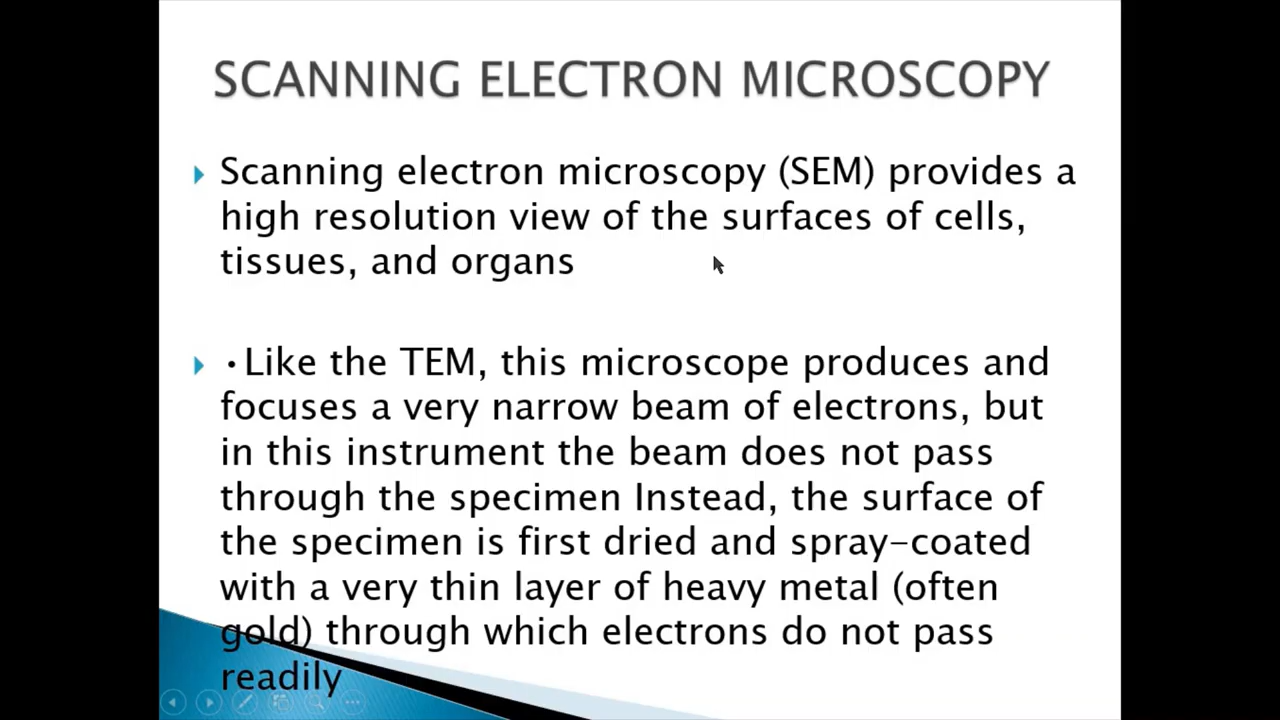 SCANNING ELECTRON MICROSCOPY
Scanning electron microscopy (SEM) provides a
high resolution view of the surfaces of cells,
tissues, and organs
•Like the TEM, this microscope produces and
focuses a very narrow beam of electrons, but
in this instrument the beam does not pass
through the specimen Instead, the surface of
the specimen is first dried and spray-coated
with a very thin layer of heavy metal (often
gold) through which electrons do not pass
readily